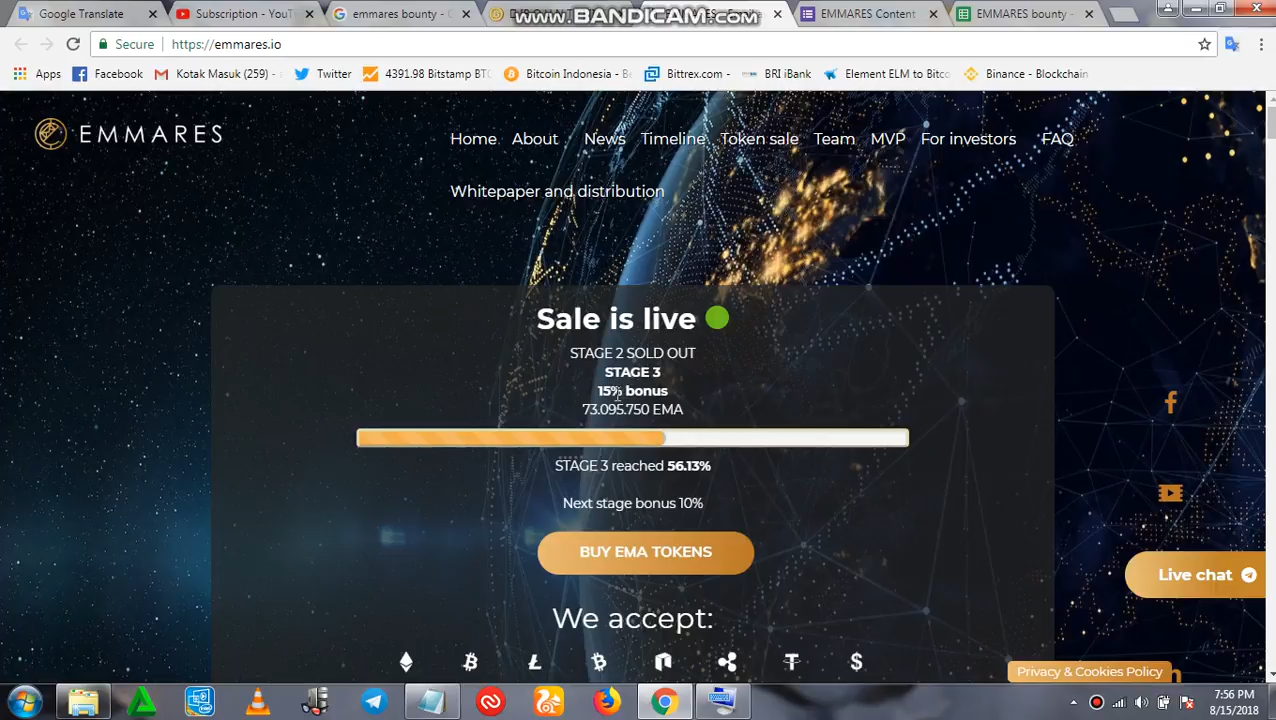 Google Translate
Subscription - YouT
emmares bounty - G
www.BANDICAM.com
EMMARES Content
EMMARES bounty -
Secure
https://emmares.io
Apps
Facebook
Kotak Masuk (259) -
Twitter
4391.98 Bitstamp BTC
Bitcoin Indonesia - Be
Bittrex.com -
BRI iBank
Element ELM to Bitco
Binance - Blockchain
EMMARES
Home
About
News
Timeline
Token sale
Team
MVP
For investors
FAQ
Whitepaper and distribution
Sale is live
STAGE 2 SOLD OUT
STAGE 3
15% bonus
73.095.750 EMA
STAGE 3 reached 56.13%
Next stage bonus 10%
BUY EMA TOKENS
Live chat
We accept:
Privacy & Cookies Policy
7:56 PM
8/15/2018